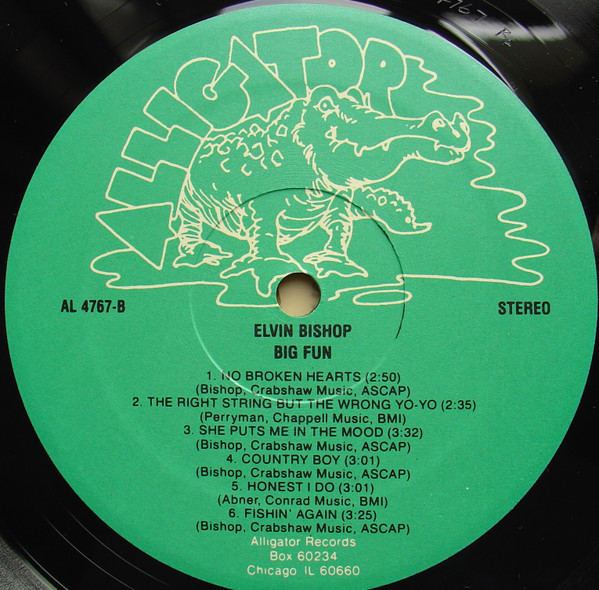 ALLIGATOR
AL 4767-B
STEREO
ELVIN BISHOP
BIG FUN
1. NO BROKEN HEARTS (2:50)
(Bishop, Crabshaw Music, ASCAP)
2. THE RIGHT STRING BUT THE WRONG YO-YO (2:35)
(Perryman, Chappell Music, BMI)
3. SHE PUTS ME IN THE MOOD (3:32)
(Bishop, Crabshaw Music, ASCAP)
4. COUNTRY BOY (3:01)
(Bishop, Crabshaw Music, ASCAP)
5. HONEST I DO (3:01)
(Abner, Conrad Music, BMI)
6. FISHIN' AGAIN (3:25)
(Bishop, Crabshaw Music, ASCAP)
Alligator Records
Box 60234
Chicago IL 60660